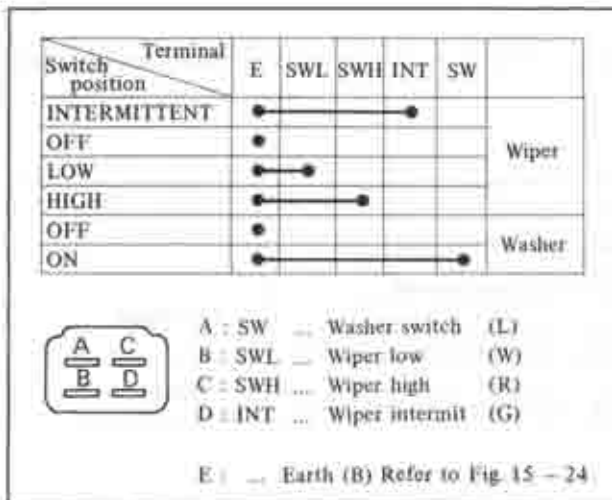 Terminal
Switch position E SWL SWH INT SW
INTERMITTENT
OFF
LOW
HIGH
Wiper
OFF
ON
Washer
A C
B D
A : SW ... Washer switch (L)
B : SWL ... Wiper low (W)
C : SWH ... Wiper high (R)
D : INT ... Wiper intermit (G)
E : ... Earth (B) Refer to Fig. 15 – 24